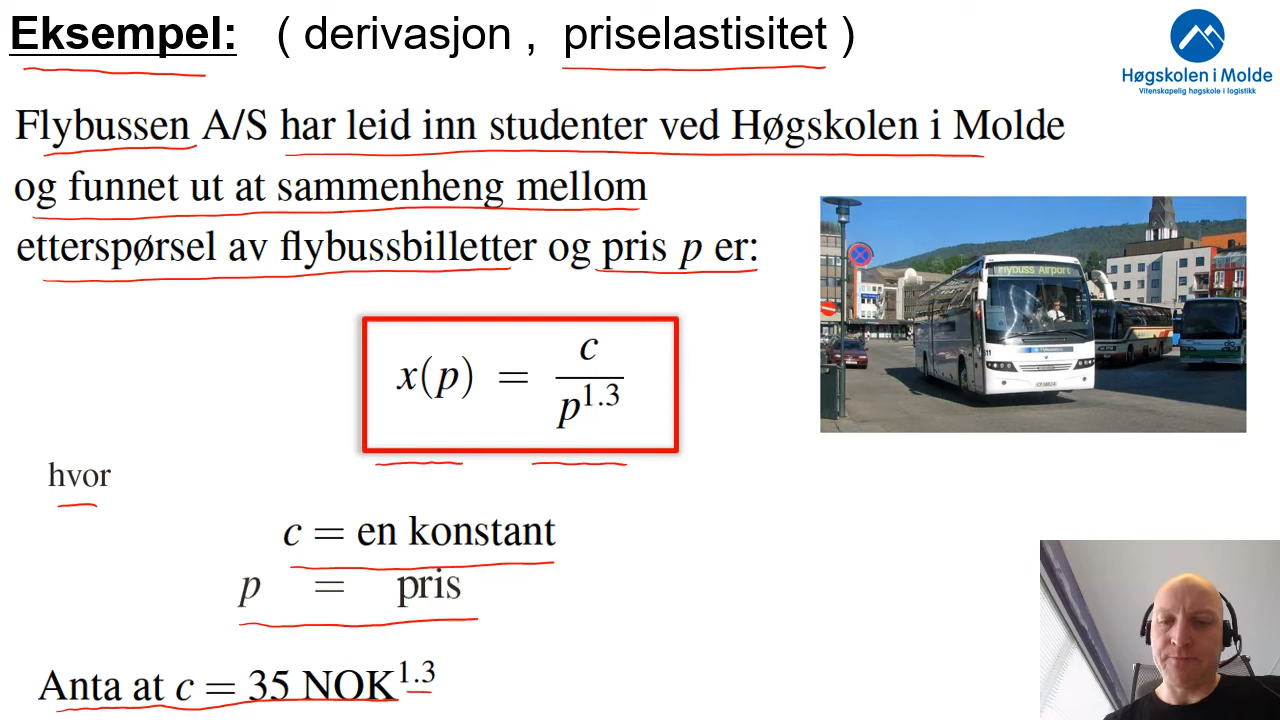 Eksempel: ( derivasjon , priselastisitet )
Høgskolen i Molde
Vitenskapelig høgskole i logistikk
Flybussen A/S har leid inn studenter ved Høgskolen i Molde
og funnet ut at sammenheng mellom
etterspørsel av flybussbilletter og pris p er:
Flybuss Airport
x(p) = c / p^1.3
hvor
c = en konstant
p = pris
Anta at c = 35 NOK^1.3